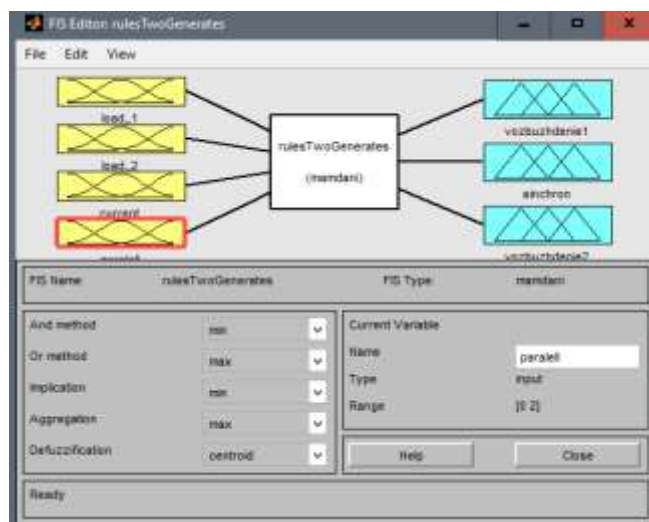 FIS Editor: rulesTwoGenerates
File Edit View
load_1
load_2
current
vozbuzhdenie1
sinchron
vozbuzhdenie2
rulesTwoGenerates
(mamdani)
FIS Name: rulesTwoGenerates FIS Type: mamdani
And method min
Or method max
Implication min
Aggregation max
Defuzzification centroid
Current Variable
Name paralell
Type input
Range [0 2]
Help Close
Ready